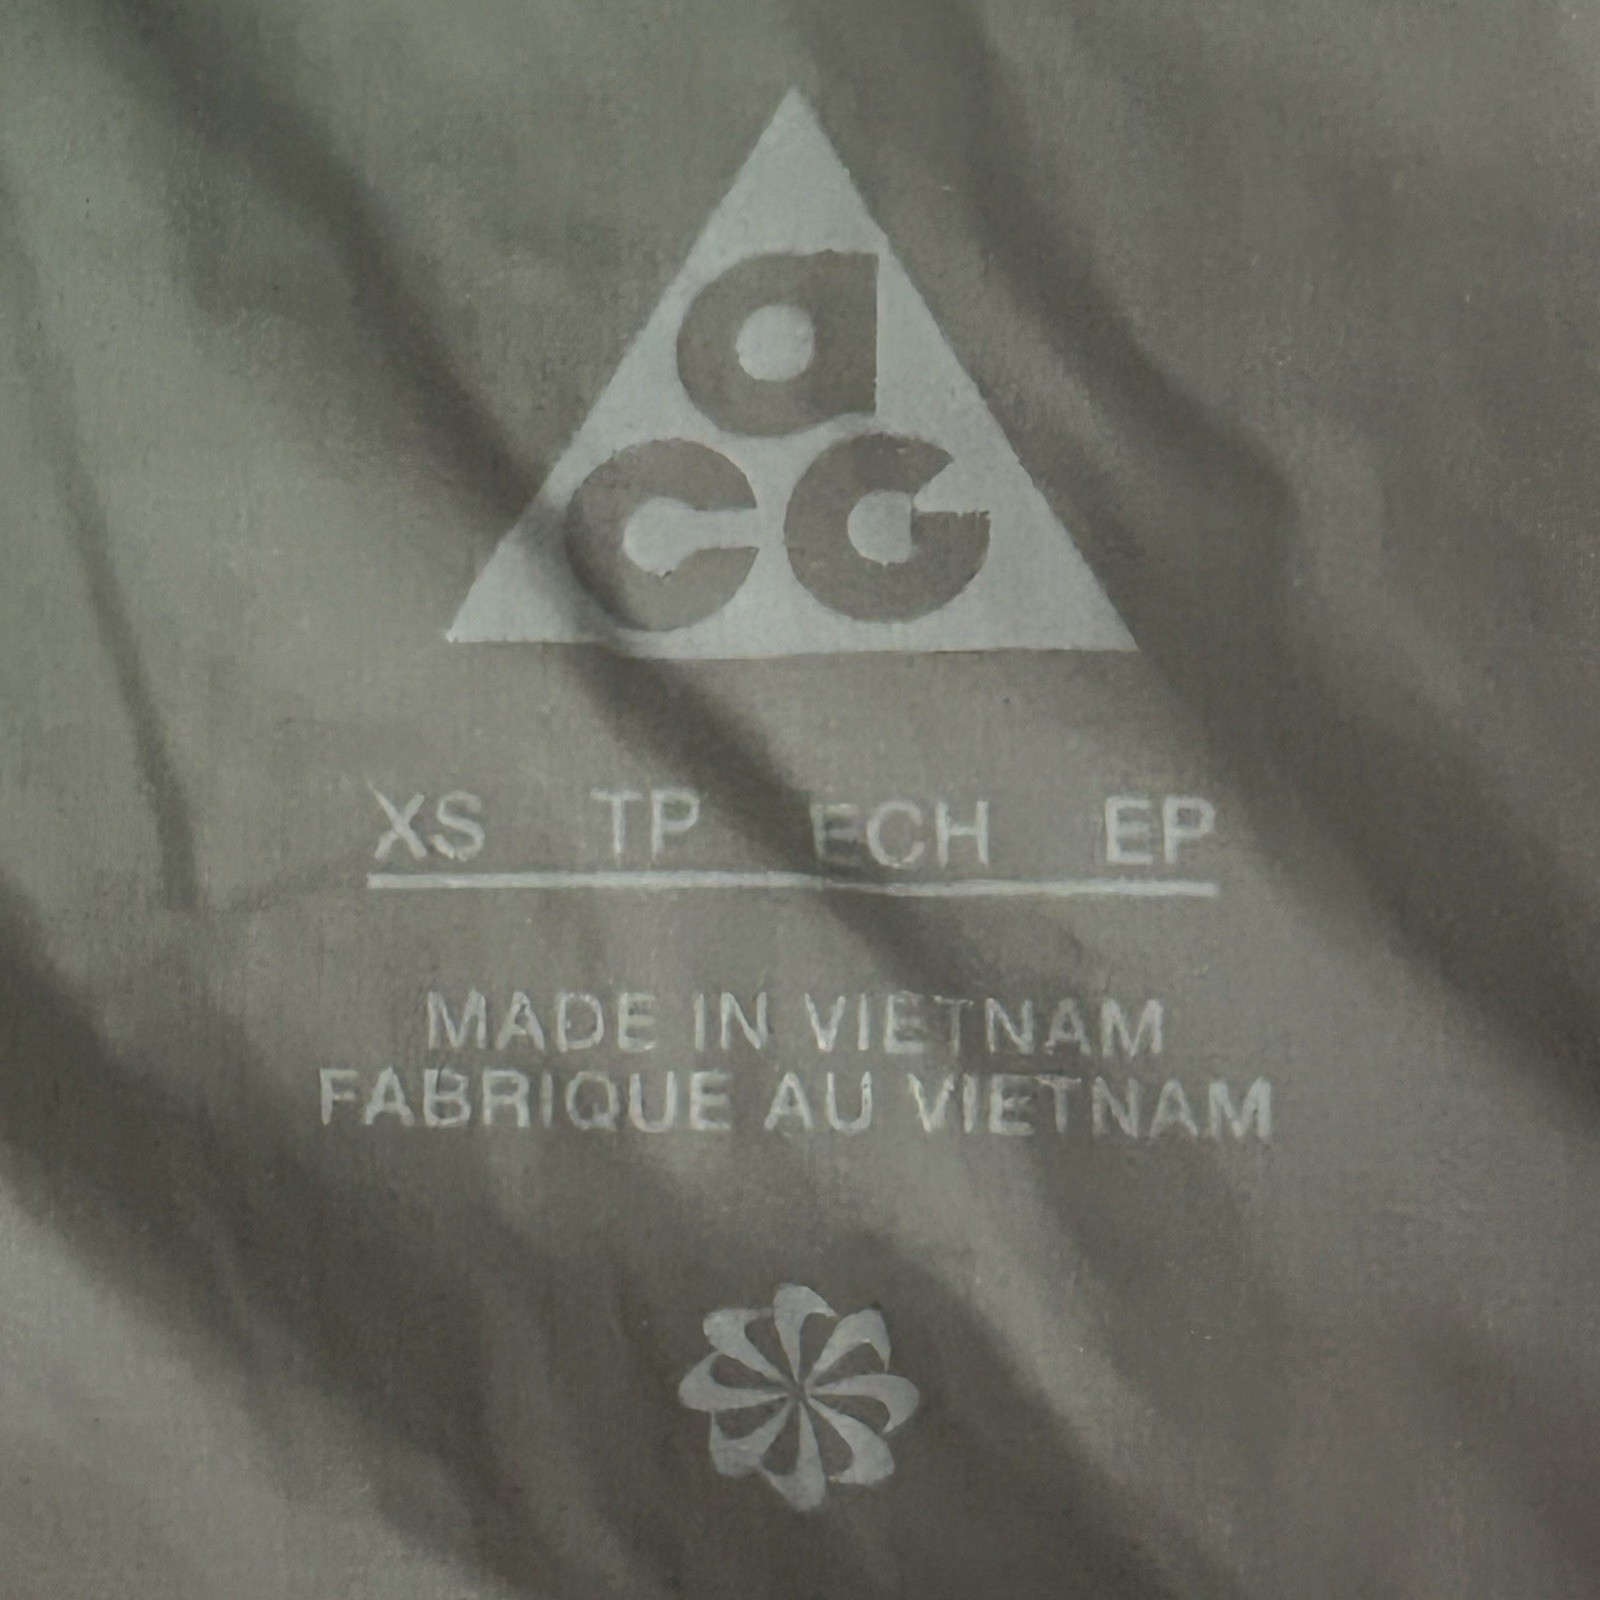 acG
XS TP ECH EP
MADE IN VIETNAM
FABRIQUE AU VIETNAM